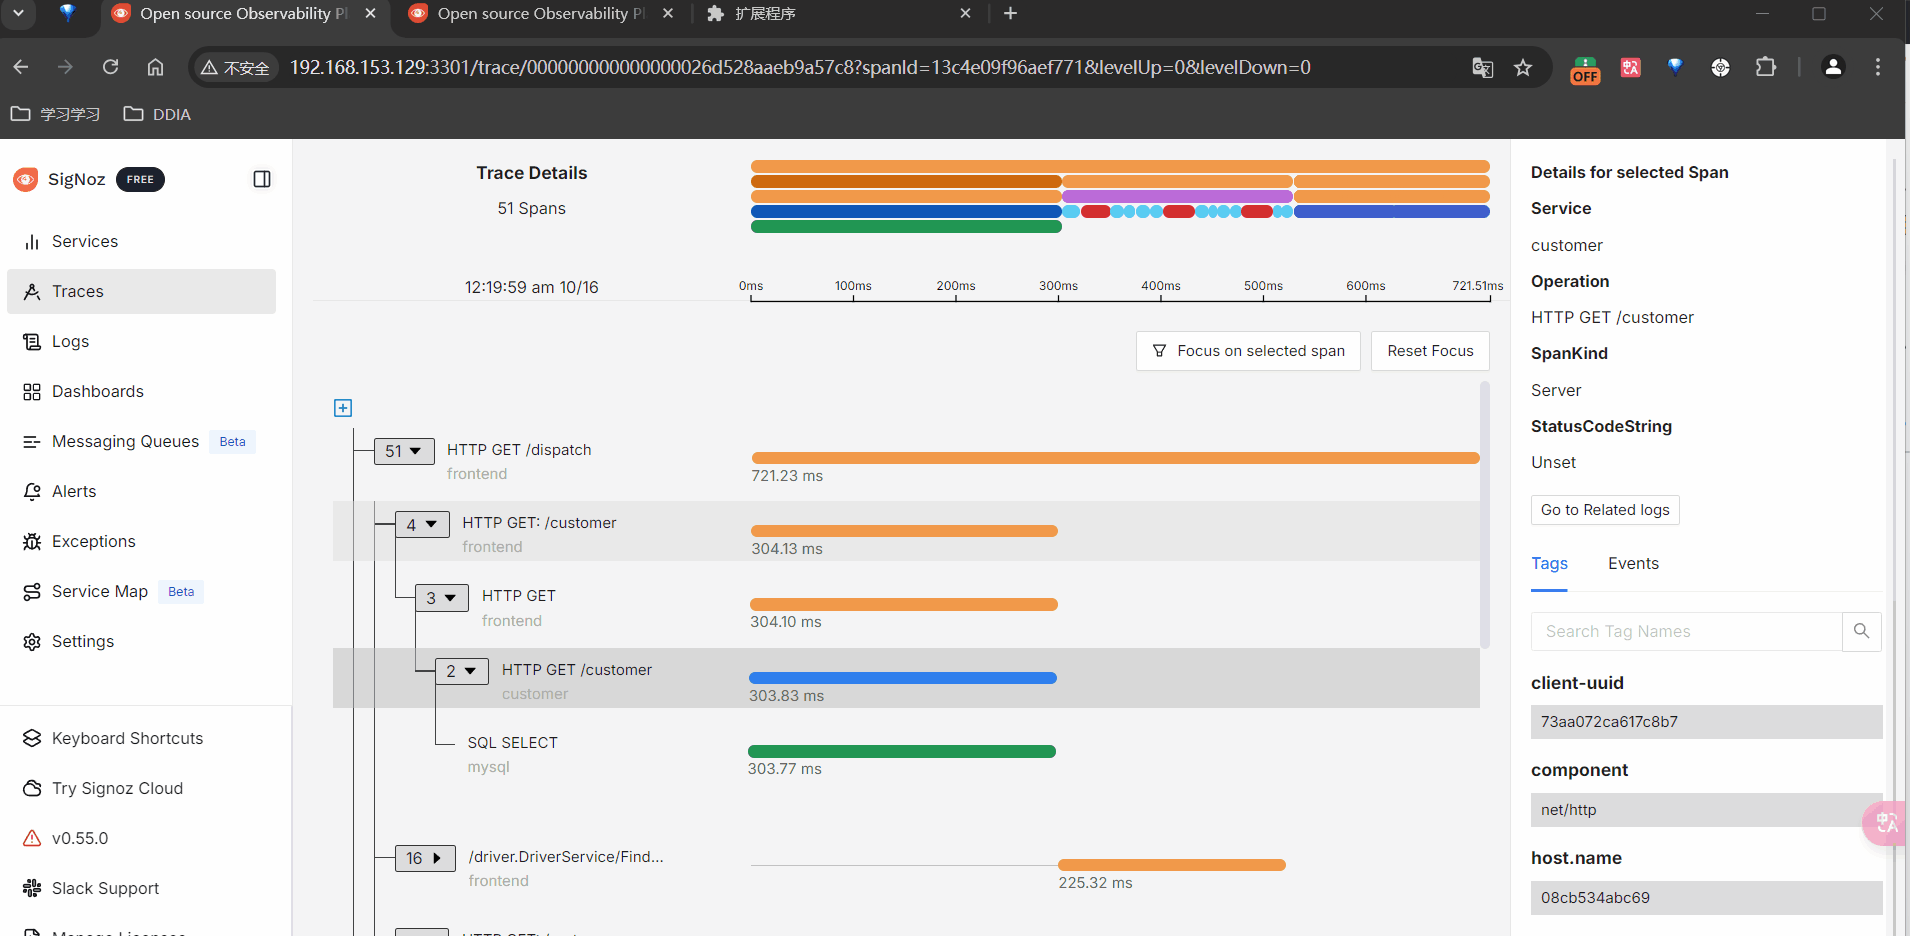 Open source Observability Pl
Open source Observability Pl
扩展程序
不安全
192.168.153.129:3301/trace/000000000000000026d528aaeb9a57c8?spanId=13c4e09f96aef771&levelUp=0&levelDown=0
OFF
学习学习
DDIA
SigNoz
FREE
Services
Traces
Logs
Dashboards
Messaging Queues
Beta
Alerts
Exceptions
Service Map
Beta
Settings
Keyboard Shortcuts
Try Signoz Cloud
v0.55.0
Slack Support
Trace Details
51 Spans
12:19:59 am 10/16
0ms
100ms
200ms
300ms
400ms
500ms
600ms
721.51ms
Focus on selected span
Reset Focus
51
HTTP GET /dispatch
frontend
721.23 ms
4
HTTP GET: /customer
frontend
304.13 ms
3
HTTP GET
frontend
304.10 ms
2
HTTP GET /customer
customer
303.83 ms
SQL SELECT
mysql
303.77 ms
16
/driver.DriverService/Find...
frontend
225.32 ms
Details for selected Span
Service
customer
Operation
HTTP GET /customer
SpanKind
Server
StatusCodeString
Unset
Go to Related logs
Tags
Events
Search Tag Names
client-uuid
73aa072ca617c8b7
component
net/http
host.name
08cb534abc69